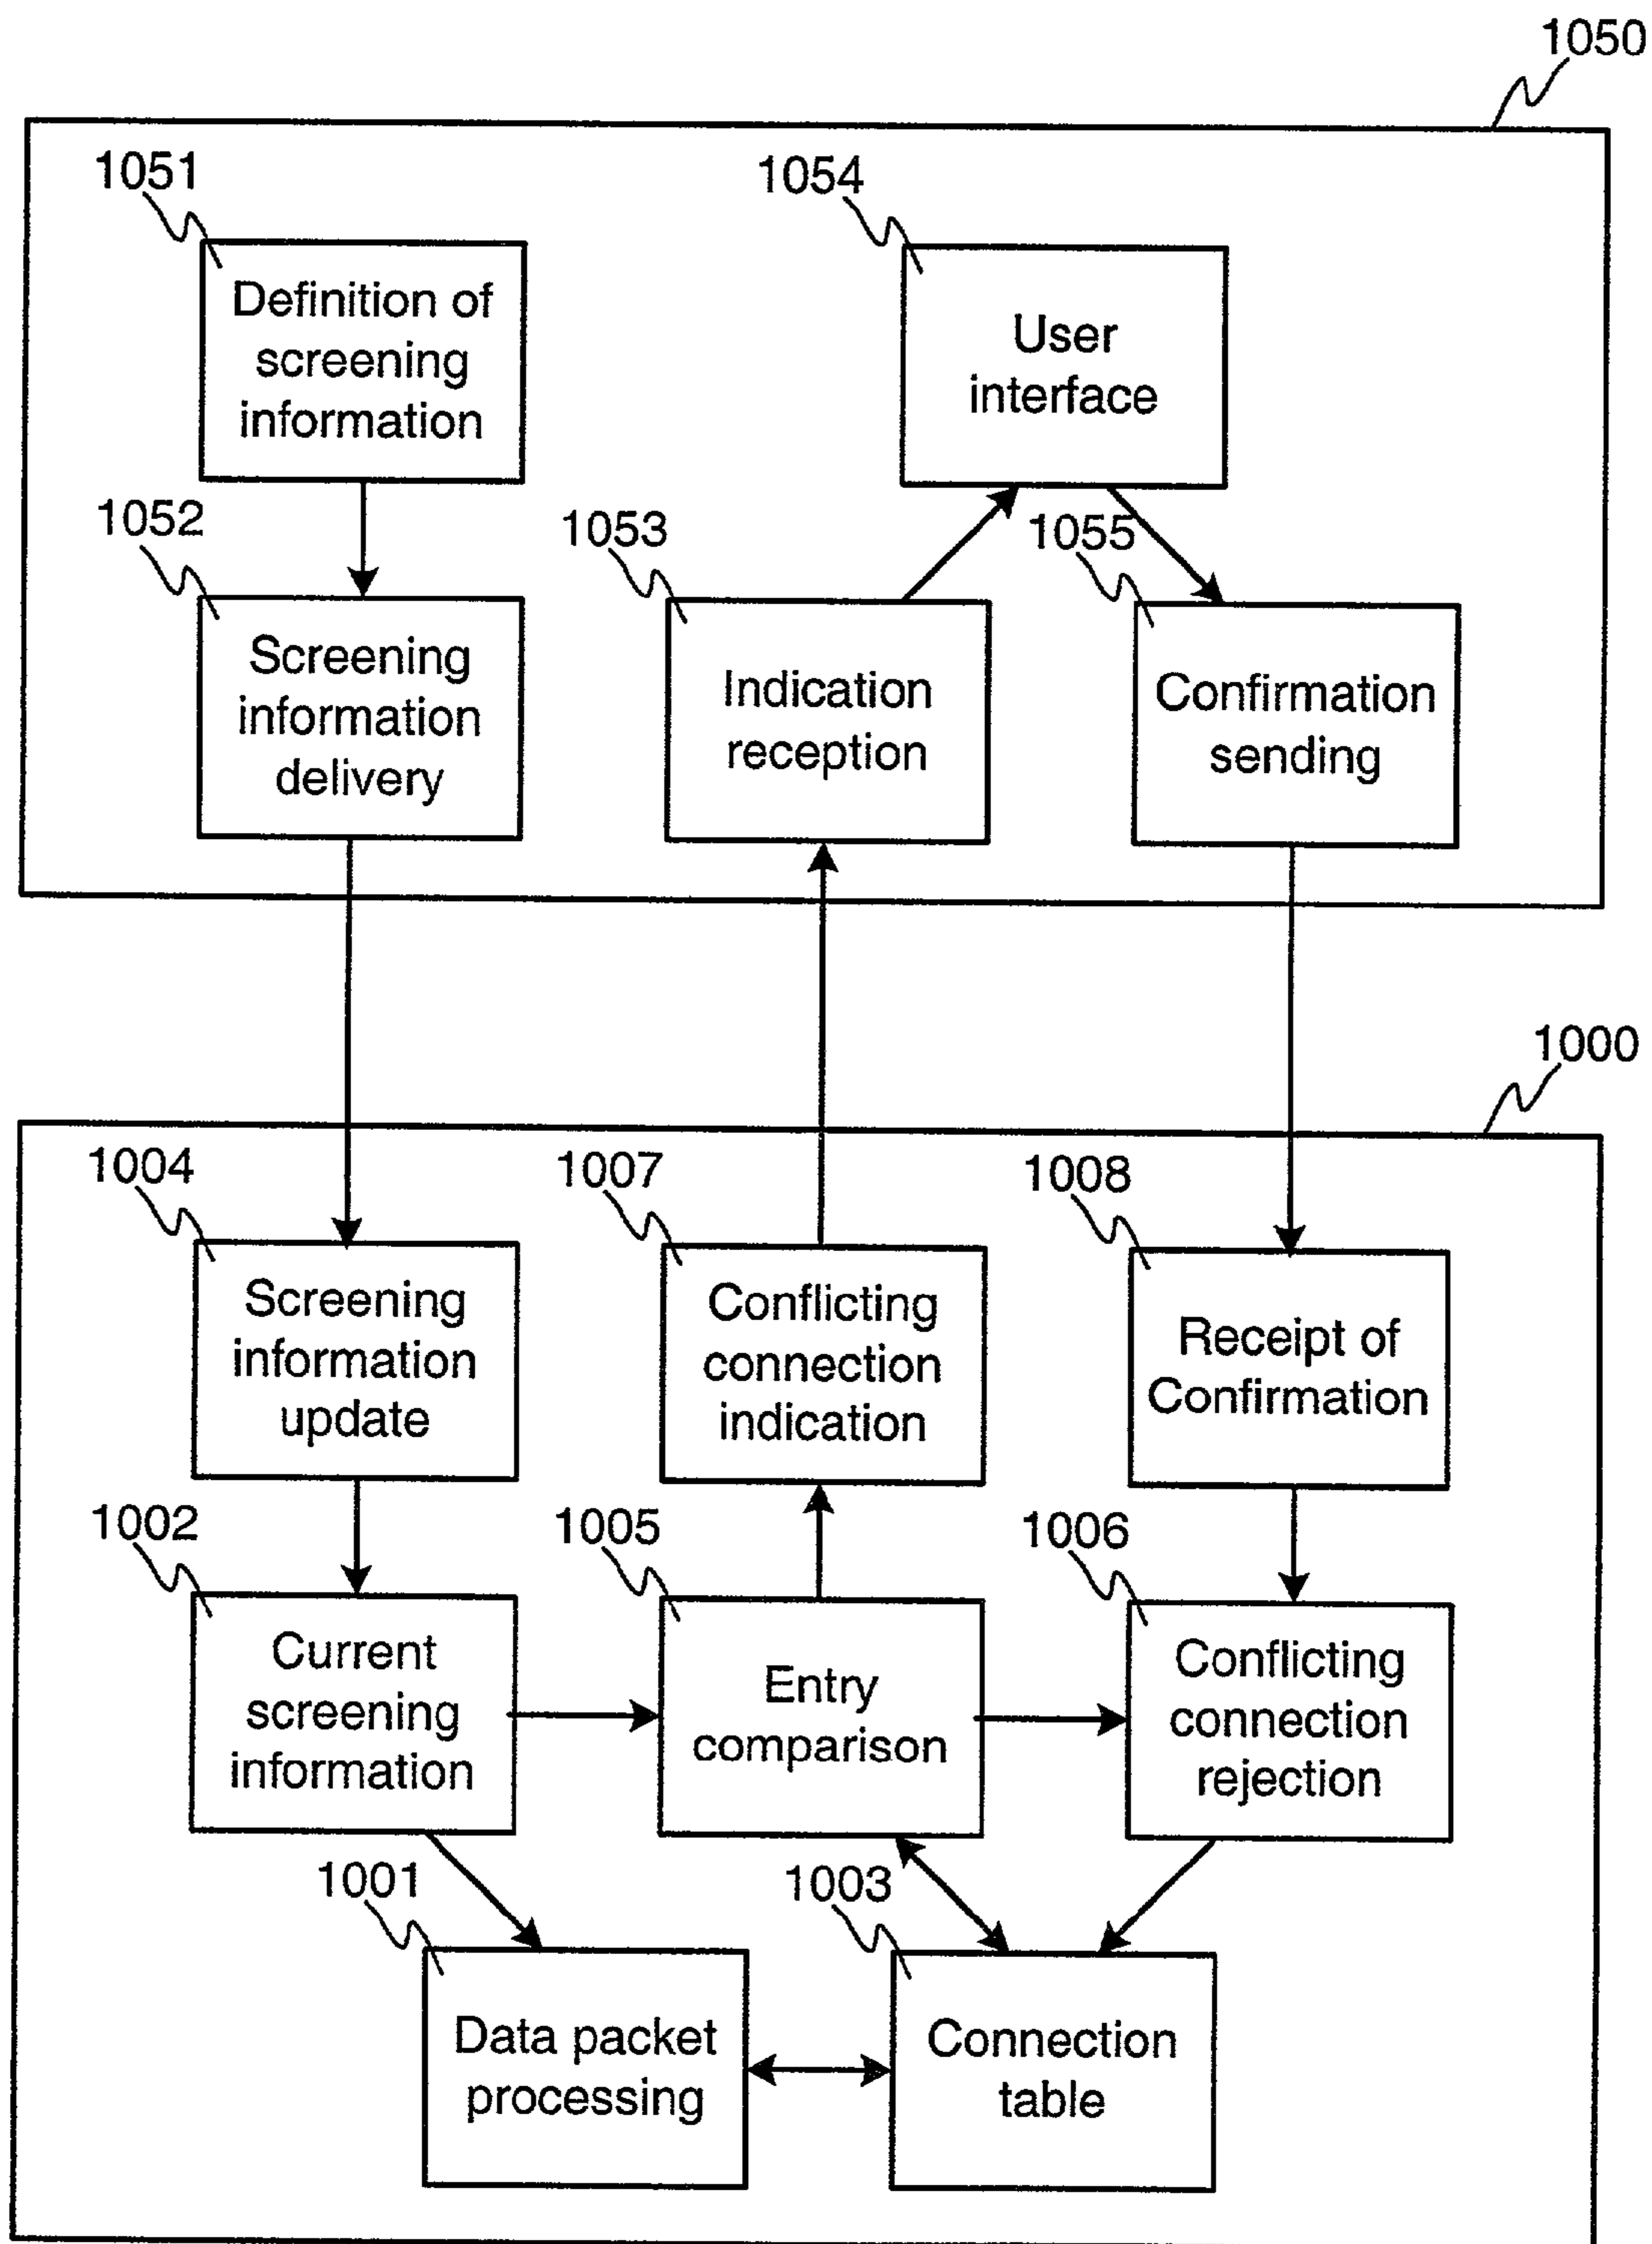 1050
1051
Definition of
screening
information
1054
User
interface
1052
Screening
information
delivery
1053
Indication
reception
1055
Confirmation
sending
1000
1004
Screening
information
update
1007
Conflicting
connection
indication
1008
Receipt of
Confirmation
1002
Current
screening
information
1005
Entry
comparison
1006
Conflicting
connection
rejection
1001
Data packet
processing
1003
Connection
table